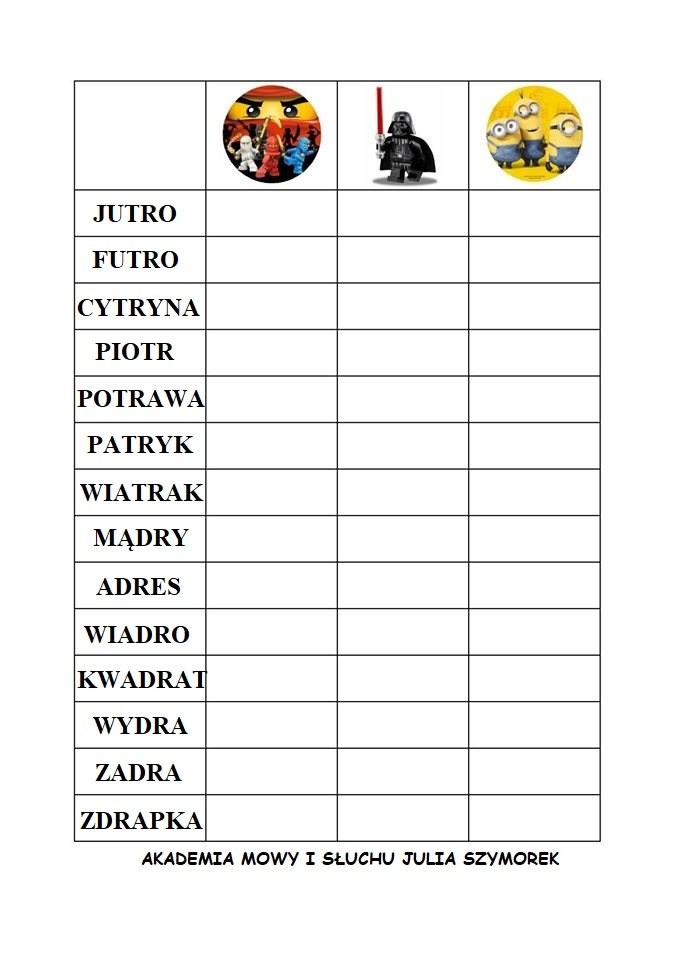 JUTRO
FUTRO
CYTRYNA
PIOTR
POTRAWA
PATRYK
WIATRAK
MĄDRY
ADRES
WIADRO
KWADRAT
WYDRA
ZADRA
ZDRAPKA
AKADEMIA MOWY I SŁUCHU JULIA SZYMOREK